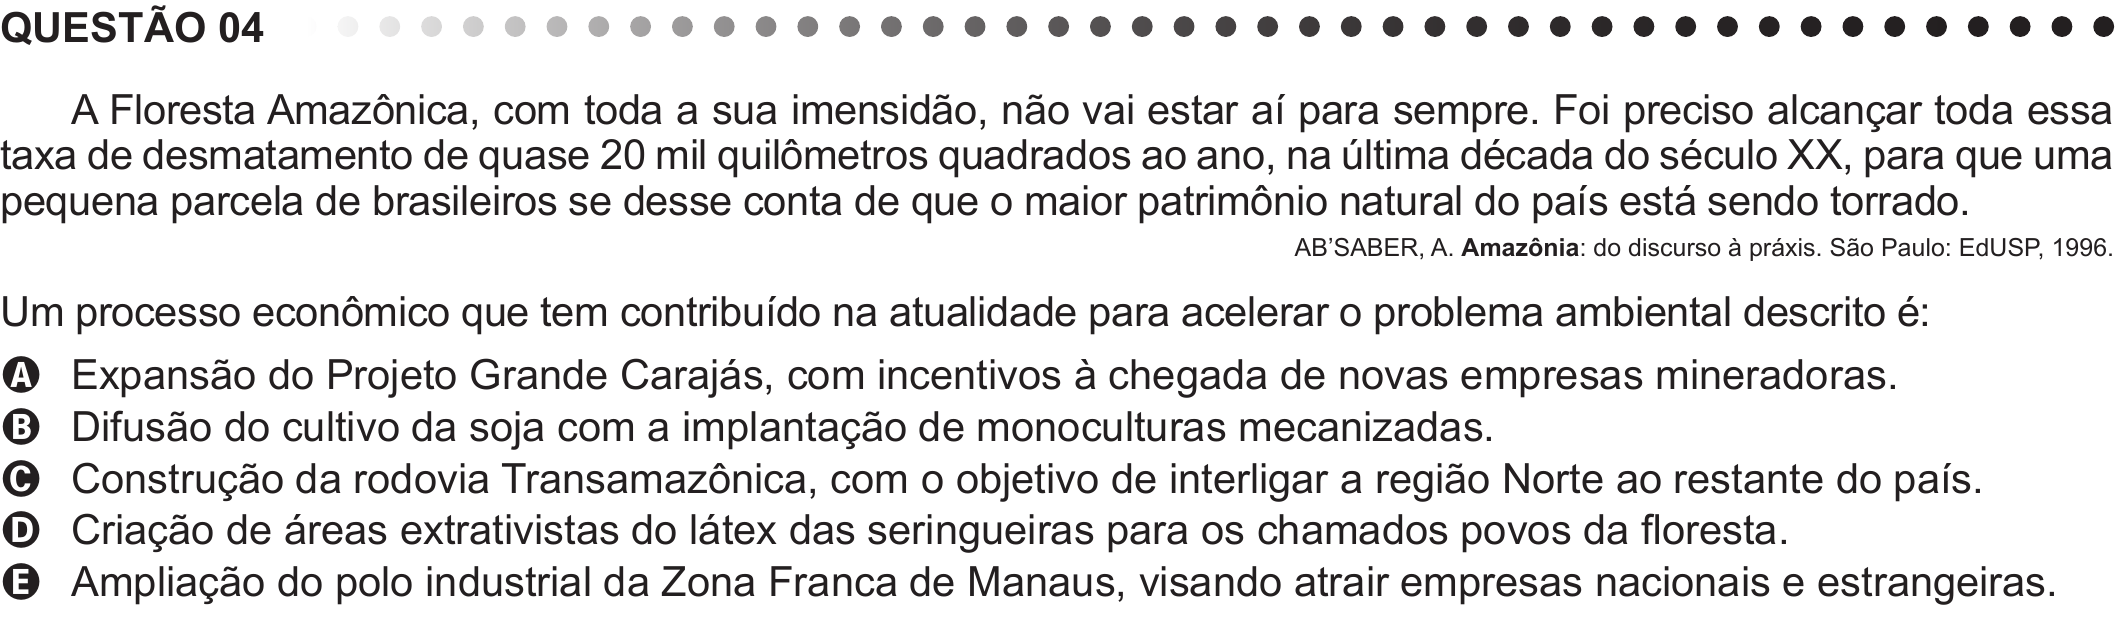 QUESTÃO 04
A Floresta Amazônica, com toda a sua imensidão, não vai estar aí para sempre. Foi preciso alcançar toda essa
taxa de desmatamento de quase 20 mil quilômetros quadrados ao ano, na última década do século XX, para que uma
pequena parcela de brasileiros se desse conta de que o maior patrimônio natural do país está sendo torrado.
AB’SABER, A. Amazônia: do discurso à práxis. São Paulo: EdUSP, 1996.
Um processo econômico que tem contribuído na atualidade para acelerar o problema ambiental descrito é:
A Expansão do Projeto Grande Carajás, com incentivos à chegada de novas empresas mineradoras.
B Difusão do cultivo da soja com a implantação de monoculturas mecanizadas.
C Construção da rodovia Transamazônica, com o objetivo de interligar a região Norte ao restante do país.
D Criação de áreas extrativistas do látex das seringueiras para os chamados povos da floresta.
E Ampliação do polo industrial da Zona Franca de Manaus, visando atrair empresas nacionais e estrangeiras.